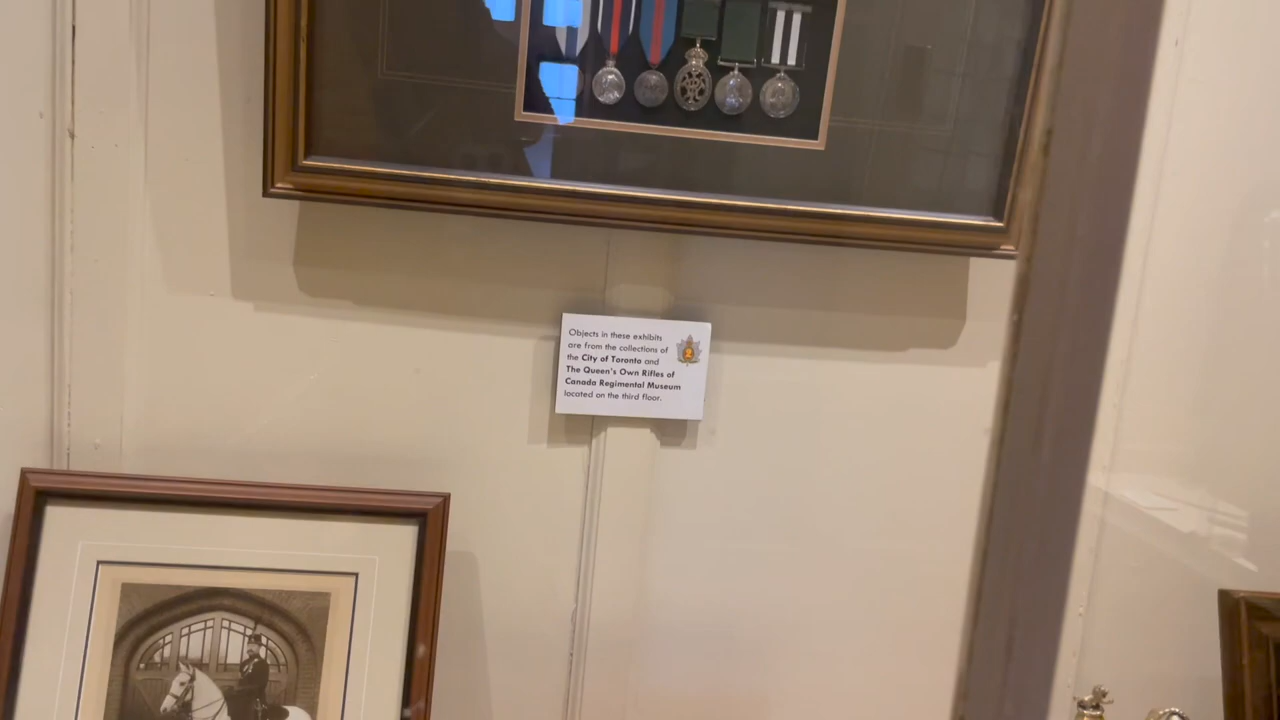 Objects in these exhibits
are from the collections of
the City of Toronto and
The Queen's Own Rifles of
Canada Regimental Museum
located on the third floor.
2